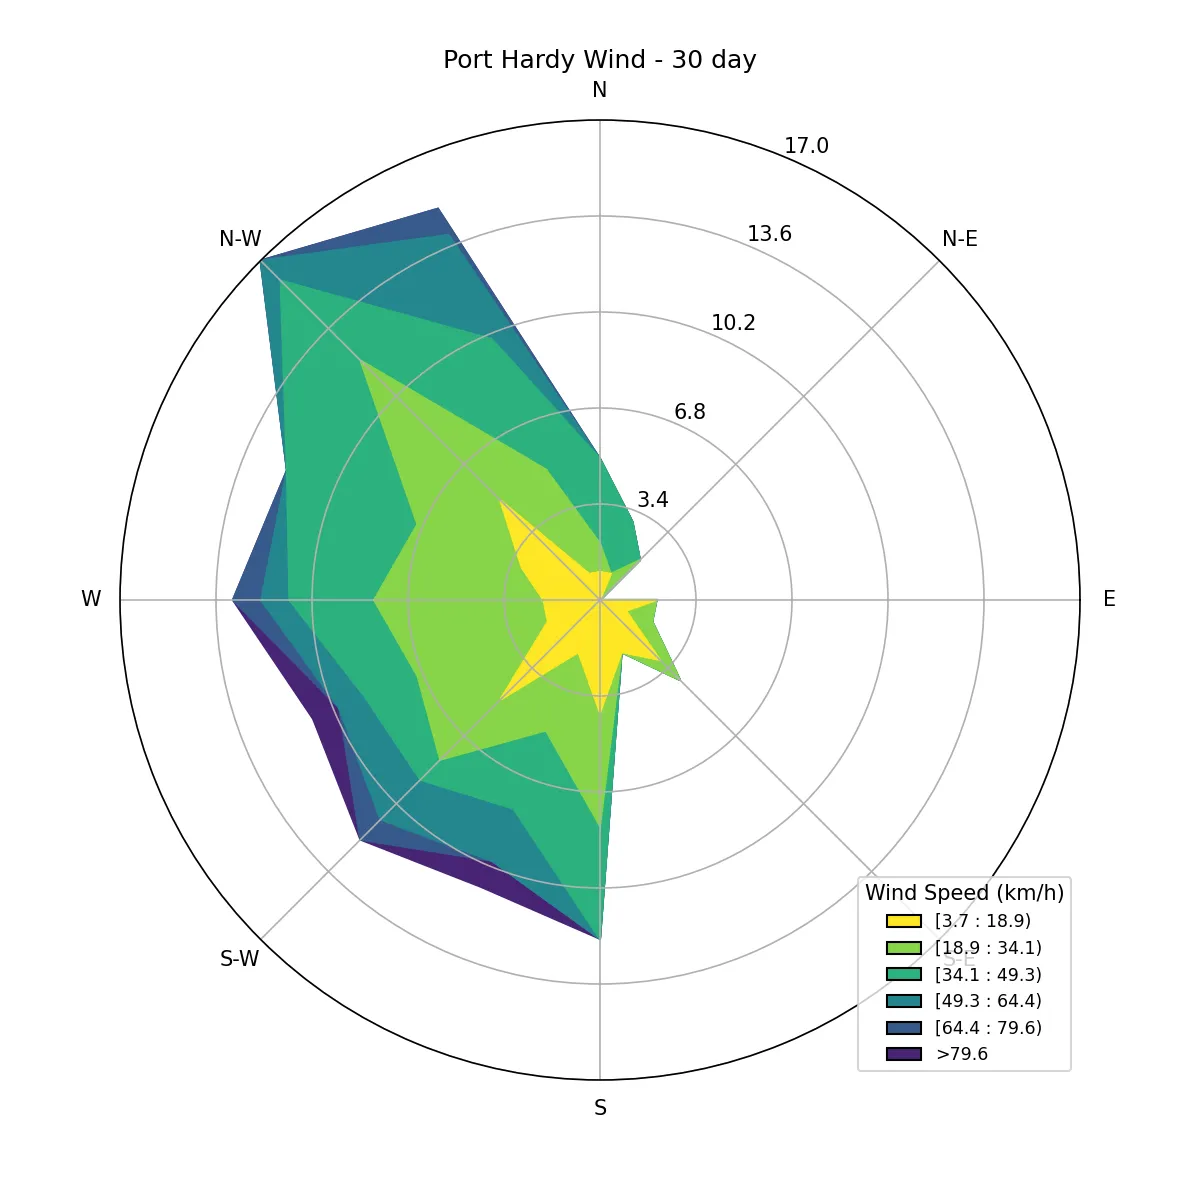 Port Hardy Wind - 30 day
N
17.0
N-W
13.6
N-E
10.2
6.8
3.4
W
E
Wind Speed (km/h)
[3.7 : 18.9)
[18.9 : 34.1)
S-W
S-E
[34.1 : 49.3)
[49.3 : 64.4)
[64.4 : 79.6)
>79.6
S